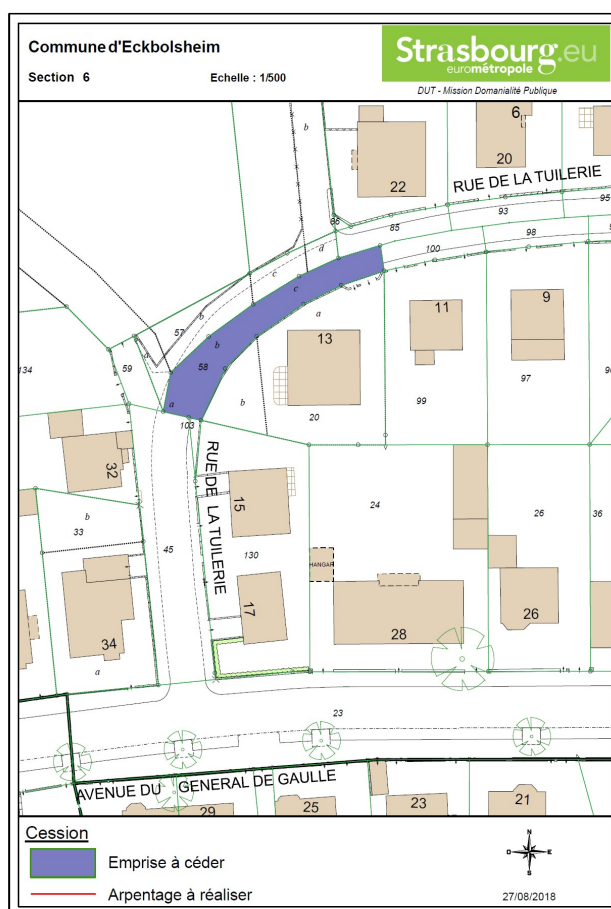 Commune d'Eckbolsheim
Section 6
Echelle : 1/500
Strasbourg.eu
eurométropole
DUT - Mission Domanialité Publique
b
6
20
22
RUE DE LA TUILERIE
95
93
85
86
98
100
d
c
c
a
b
57
b
58
a
b
13
11
9
20
99
97
134
59
103
32
RUE DE LA TUILERIE
15
24
26
36
b
33
45
130
HANGAR
17
34
a
28
26
23
AVENUE DU GENERAL DE GAULLE
29
25
23
21
Cession
Emprise à céder
Arpentage à réaliser
N
O
E
S
27/08/2018